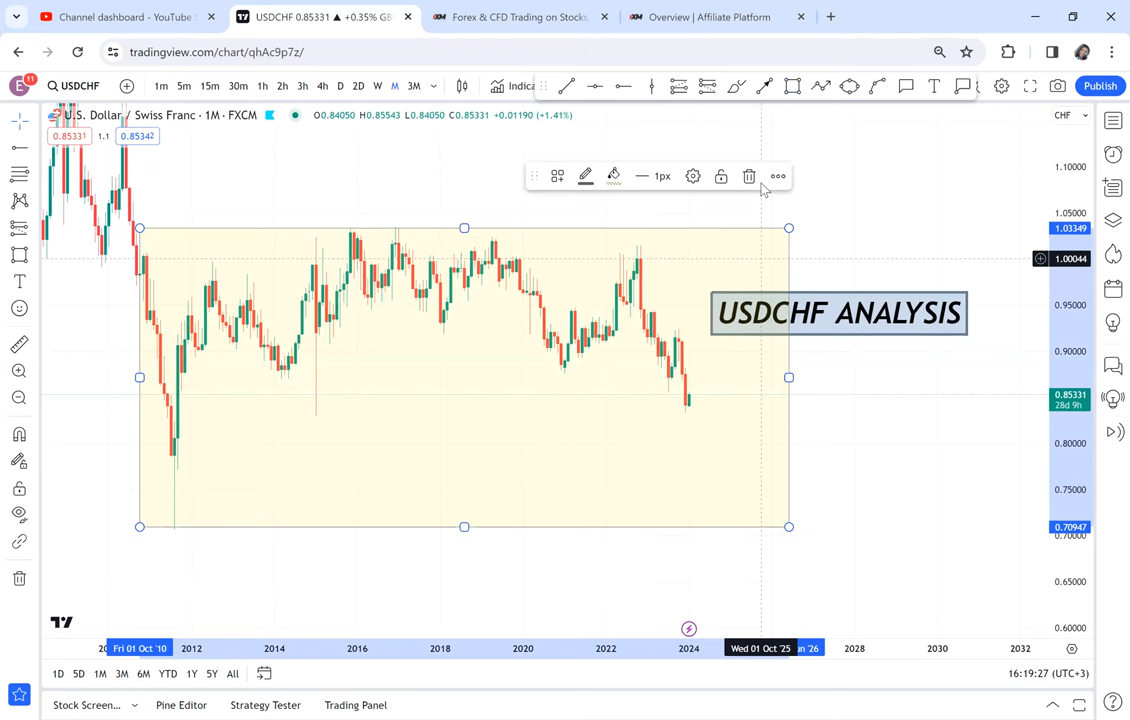 Channel dashboard - YouTube
USDCHF 0.85331 ▲ +0.35% GB
Forex & CFD Trading on Stocks
Overview | Affiliate Platform
tradingview.com/chart/qhAc9p7z/
E
11
USDCHF
1m 5m 15m 30m 1h 2h 3h 4h D 2D W M 3M
Indica
Publish
U.S. Dollar / Swiss Franc · 1M · FXCM
O0.84050 H0.85543 L0.84050 C0.85331 +0.01190 (+1.41%)
CHF
0.85331
1.1
0.85342
1px
1.10000
1.05000
1.03349
1.00044
0.95000
0.90000
0.85331
28d 9h
0.80000
0.75000
0.70947
0.70000
0.65000
0.60000
USDCHF ANALYSIS
Fri 01 Oct '10
2012 2014 2016 2018 2020 2022 2024
Wed 01 Oct '25
un '26
2028 2030 2032
1D 5D 1M 3M 6M YTD 1Y 5Y All
16:19:27 (UTC+3)
Stock Screen...
Pine Editor
Strategy Tester
Trading Panel